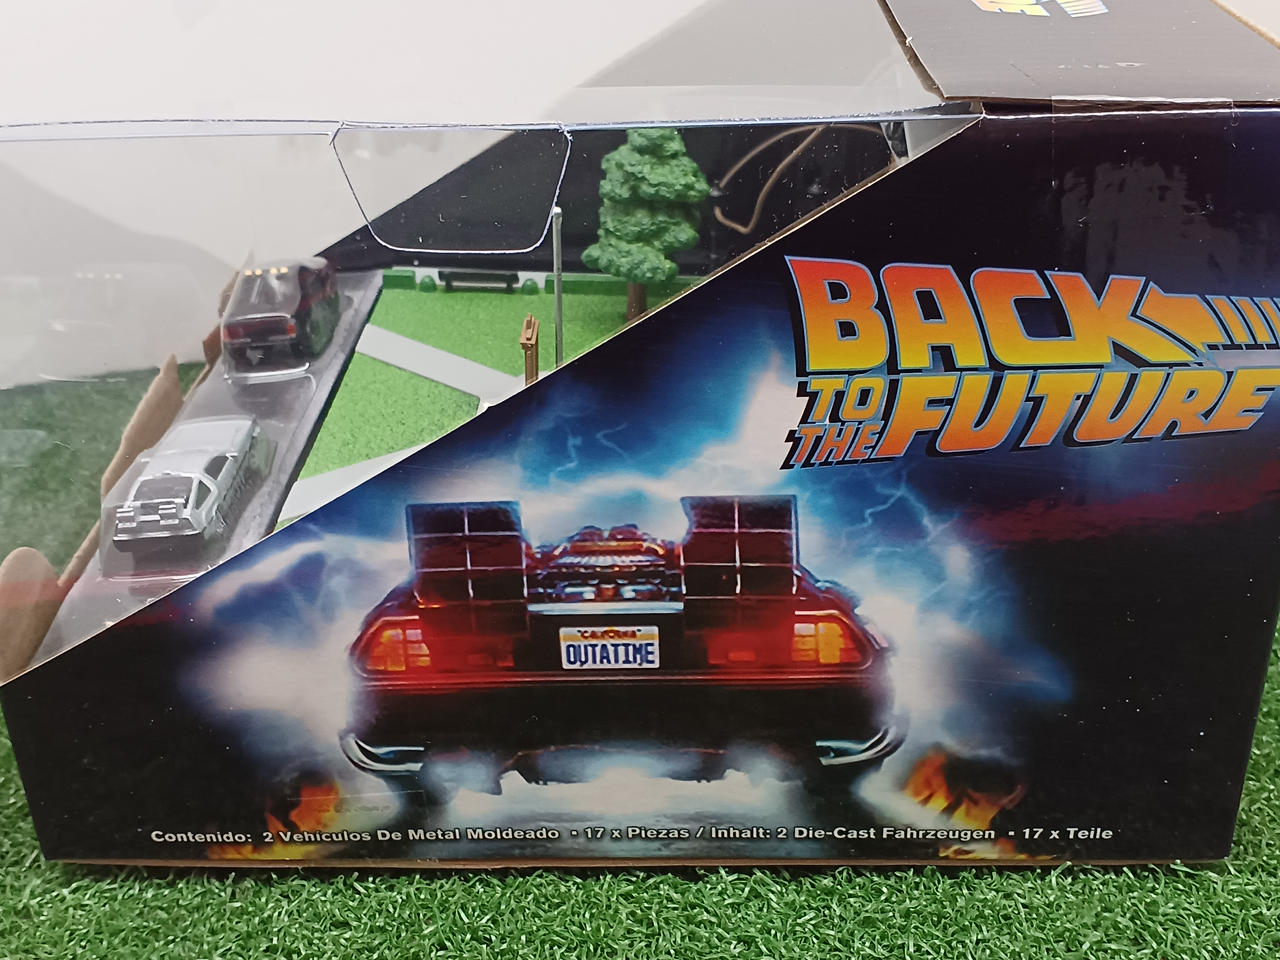 BACK
TO
THE FUTURE
CALIFORNIA
OUTATIME
Contenido: 2 Vehículos De Metal Moldeado • 17 x Piezas / Inhalt: 2 Die-Cast Fahrzeugen • 17 x Teile